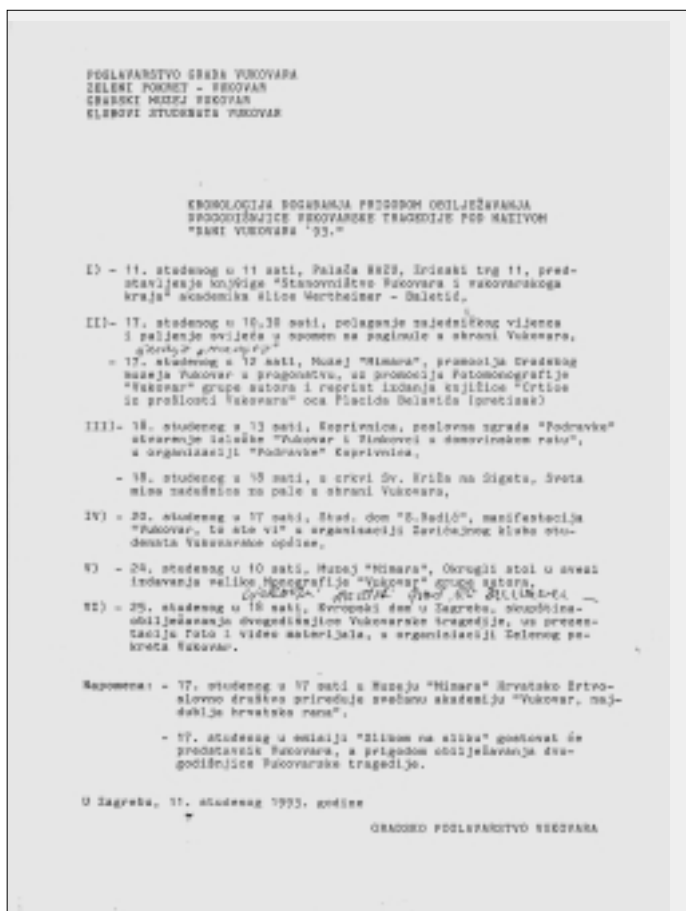 POGLAVARSTVO GRADA VUKOVARA
ZELENI POKRET - VUKOVAR
GRADSKI MUZEJ VUKOVAR
KLUBOVI STUDENATA VUKOVAR
KRONOLOGIJA DOGAĐANJA PRIGODOM OBILJEŽAVANJA
DVOGODIŠNJICE VUKOVARSKE TRAGEDIJE POD NAZIVOM
"DANI VUKOVARA '93."
I) - 11. studenog u 11 sati, Palača HAZU, Zrinski trg 11, pred-
stavljenje knjige "Stanovništvo Vukovara i vukovarskoga
kraja" akademika Alice Wertheimer - Baletić,
II)- 17. studenog u 10,30 sati, polaganje zajedničkog vijenca
i paljenje svijeća u spomen na poginule u obrani Vukovara,
- 17. studenog u 12 sati, Muzej "Mimara", promocija Gradskog
muzeja Vukovar u progonstvu, uz promociju Fotomonografije
"Vukovar" grupe autora i reprint izdanja knjižice "Crtice
iz prošlosti Vukovara" oca Placida Belavića (pretisak)
III)- 18. studenog u 13 sati, Koprivnica, poslovna zgrada "Podravke"
otvorenje izložbe "Vukovar i Vinkovci u domovinskom ratu",
u organizaciji "Podravke" Koprivnica,
- 18. studenog u 18 sati, u crkvi Sv. Križa na Sigetu, Sveta
misa zadušnica za pale u obrani Vukovara,
IV) - 20. studenog u 17 sati, Stud. dom "S.Radić", manifestacija
"Vukovar, to ste vi" u organizaciji Zavičajnog kluba stu-
denata Vukovarske općine,
V) - 24. studenog u 10 sati, Muzej "Mimara", Okrugli stol u svezi
izdavanja velike Monografije "Vukovar" grupe autora,
VI) - 25. studenog u 18 sati, Evropski dom u Zagrebu, skupština-
obilježavanja dvogodišnjice Vukovarske tragedije, uz prezen-
taciju foto i video materijala, u organizaciji Zelenog po-
kreta Vukovar.
Napomena: - 17. studenog u 17 sati u Muzeju "Mimara" Hrvatsko žrtvo-
slovno društvo priređuje svečanu akademiju "Vukovar, naj-
dublja hrvatska rana",
- 17. studenog u emisiji "Slikom na sliku" gostovat će
predstavnik Vukovara, a prigodom obilježavanja dvo-
godišnjice Vukovarske tragedije.
U Zagrebu, 11. studenog 1993. godine
GRADSKO POGLAVARSTVO VUKOVARA